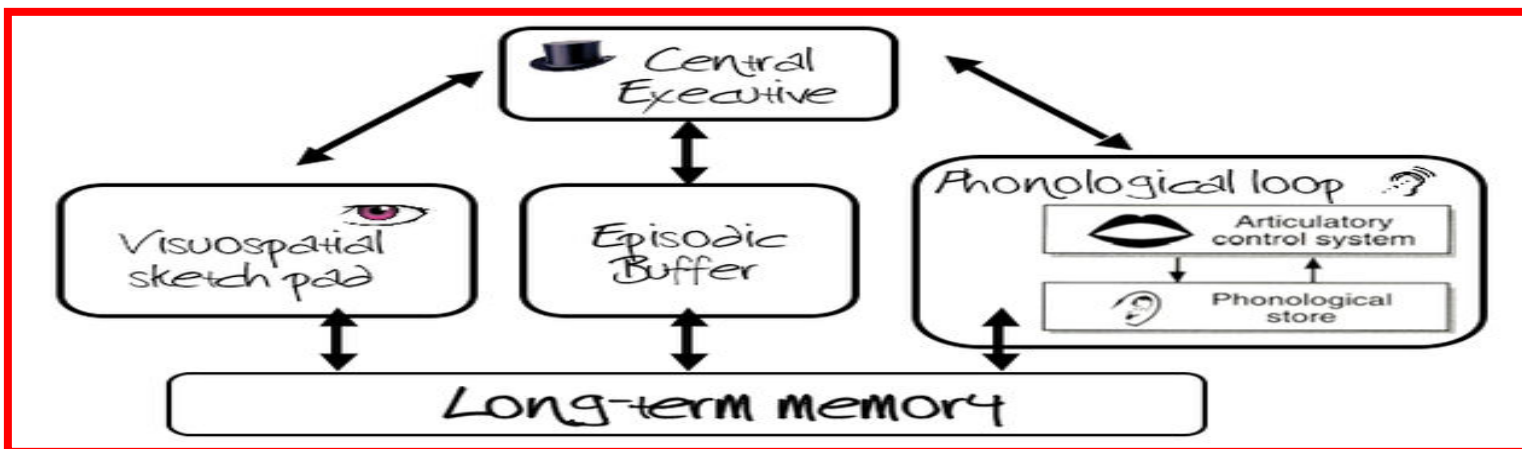 Central
Executive
Visuospatial
sketch pad
Episodic
Buffer
Phonological loop
Articulatory
control system
Phonological
store
Long-term memory